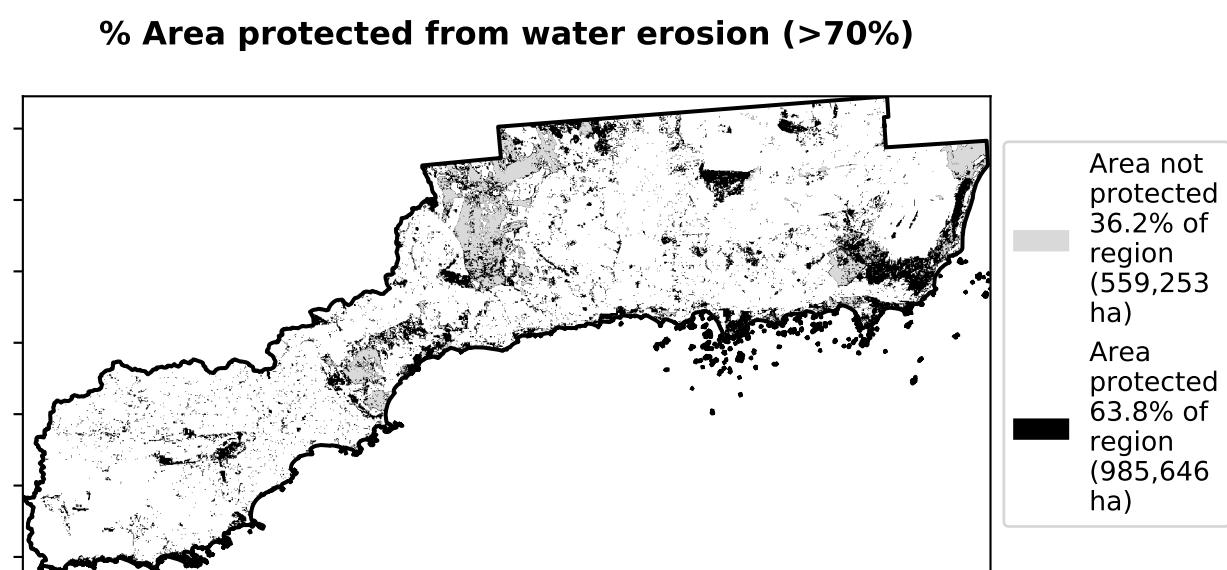 % Area protected from water erosion (>70%)
Area not
protected
36.2% of
region
(559,253
ha)
Area
protected
63.8% of
region
(985,646
ha)